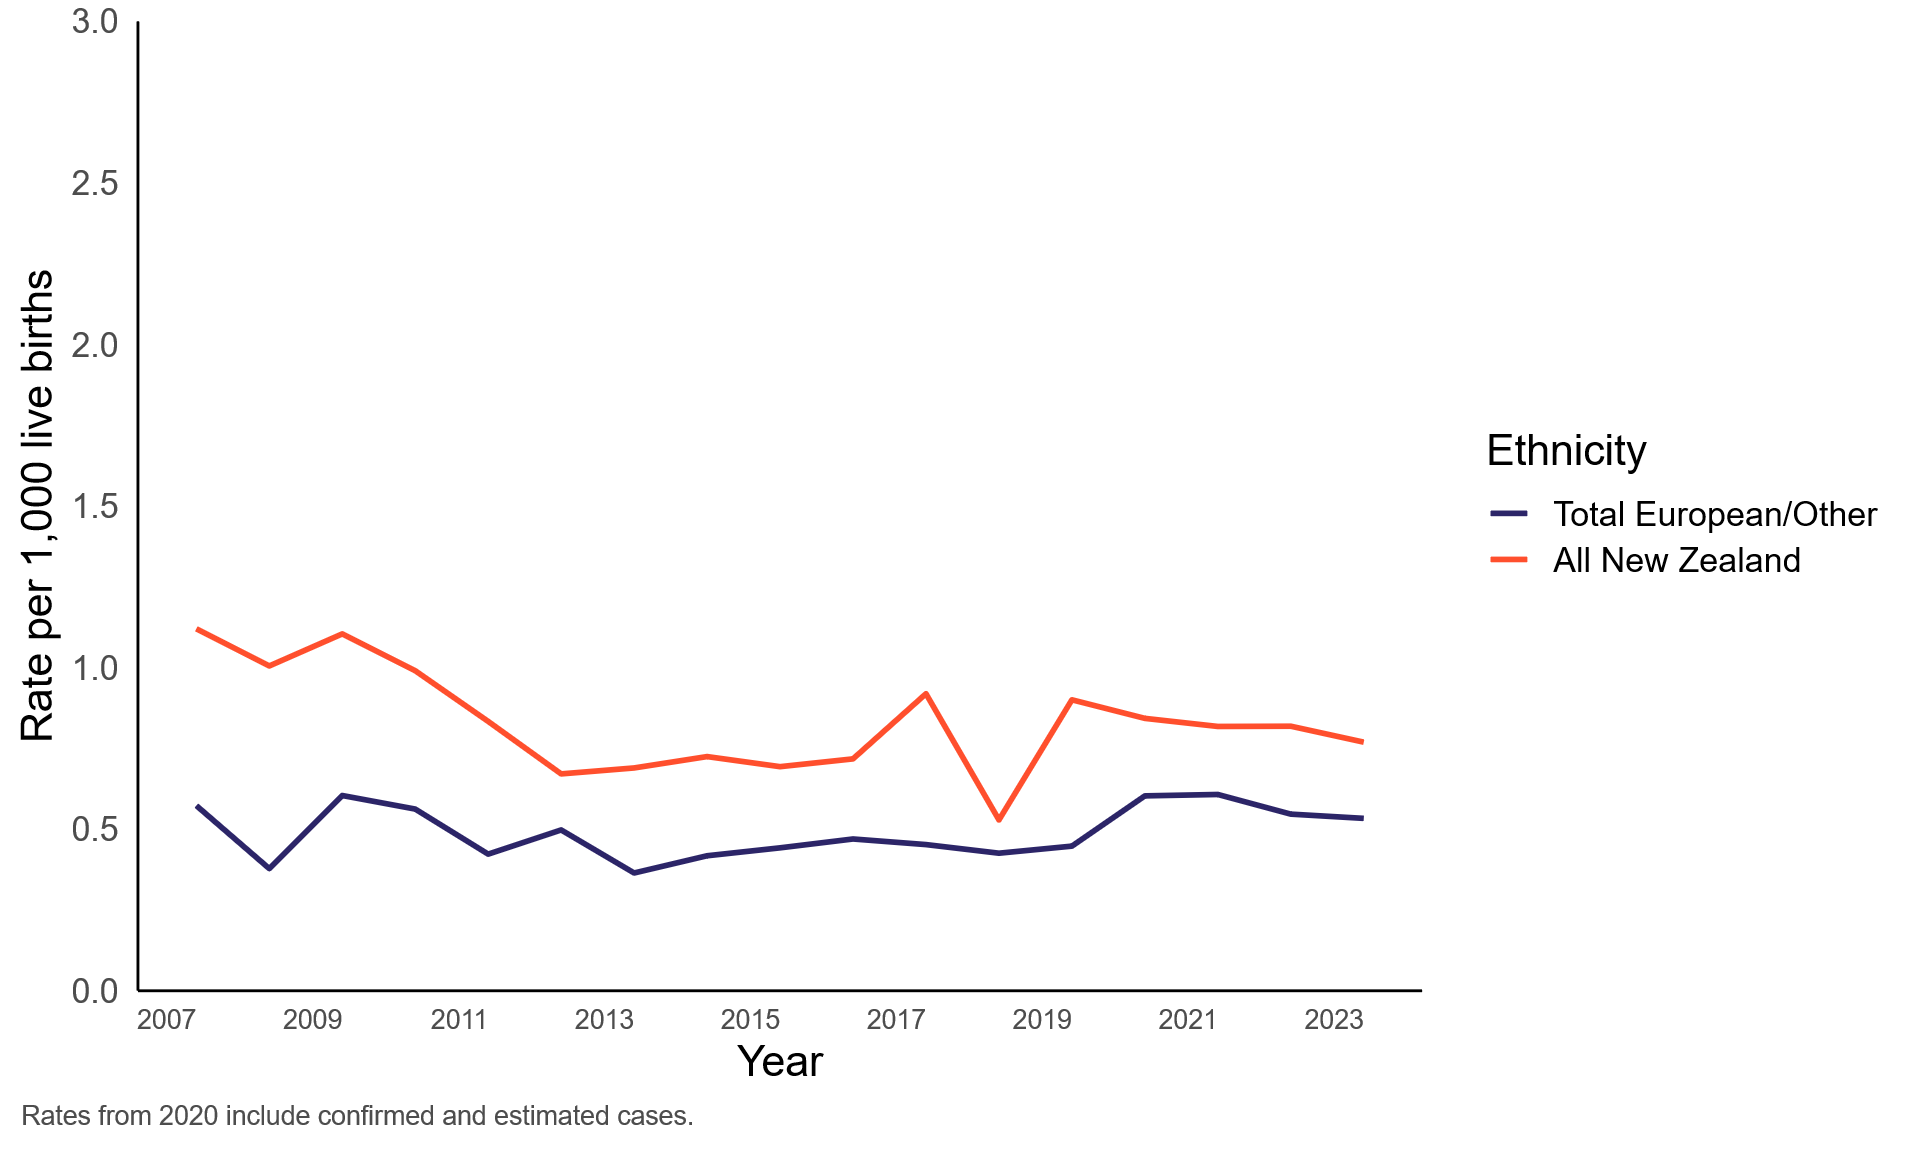 3.0
2.5
2.0
1.5
1.0
0.5
0.0
Rate per 1,000 live births
2007 2009 2011 2013 2015 2017 2019 2021 2023
Year
Ethnicity
Total European/Other
All New Zealand
Rates from 2020 include confirmed and estimated cases.